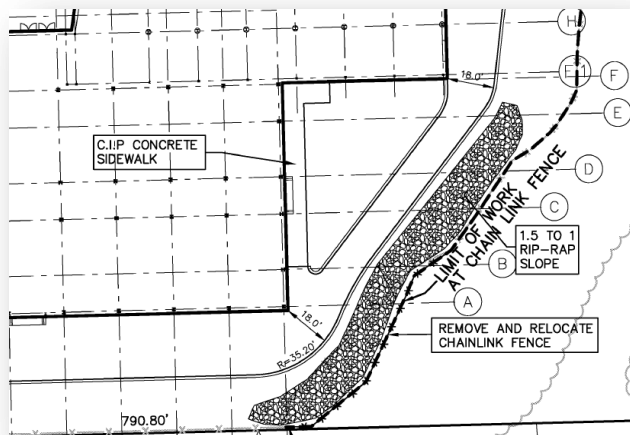 H
18.0'
E.1
F
E
C.I.P CONCRETE
SIDEWALK
D
LIMIT OF WORK
AT CHAIN LINK FENCE
C
1.5 TO 1
RIP-RAP
SLOPE
B
A
18.0'
REMOVE AND RELOCATE
CHAINLINK FENCE
R=35.20'
790.80'